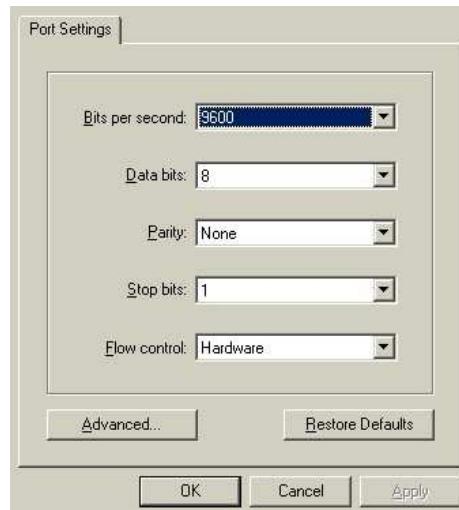 Port Settings
Bits per second: 9600
Data bits: 8
Parity: None
Stop bits: 1
Flow control: Hardware
Advanced... Restore Defaults
OK Cancel Apply